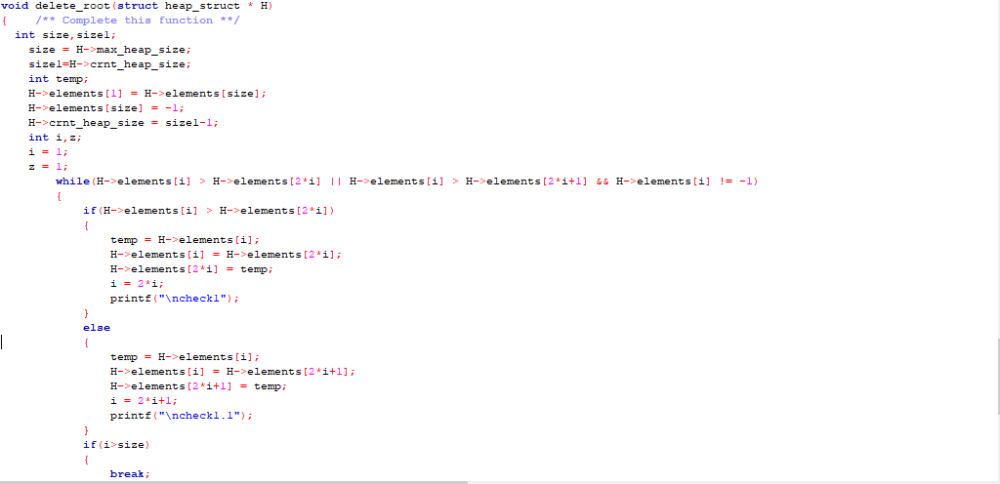 void delete_root(struct heap_struct * H)
{    /** Complete this function **/
  int size,size1;
    size = H->max_heap_size;
    size1=H->crnt_heap_size;
    int temp;
    H->elements[1] = H->elements[size];
    H->elements[size] = -1;
    H->crnt_heap_size = size1-1;
    int i,z;
    i = 1;
    z = 1;
        while(H->elements[i] > H->elements[2*i] || H->elements[i] > H->elements[2*i+1] && H->elements[i] != -1)
        {
            if(H->elements[i] > H->elements[2*i])
            {
                temp = H->elements[i];
                H->elements[i] = H->elements[2*i];
                H->elements[2*i] = temp;
                i = 2*i;
                printf("\ncheck1");
            }
            else
            {
                temp = H->elements[i];
                H->elements[i] = H->elements[2*i+1];
                H->elements[2*i+1] = temp;
                i = 2*i+1;
                printf("\ncheck1.1");
            }
            if(i>size)
            {
                break;